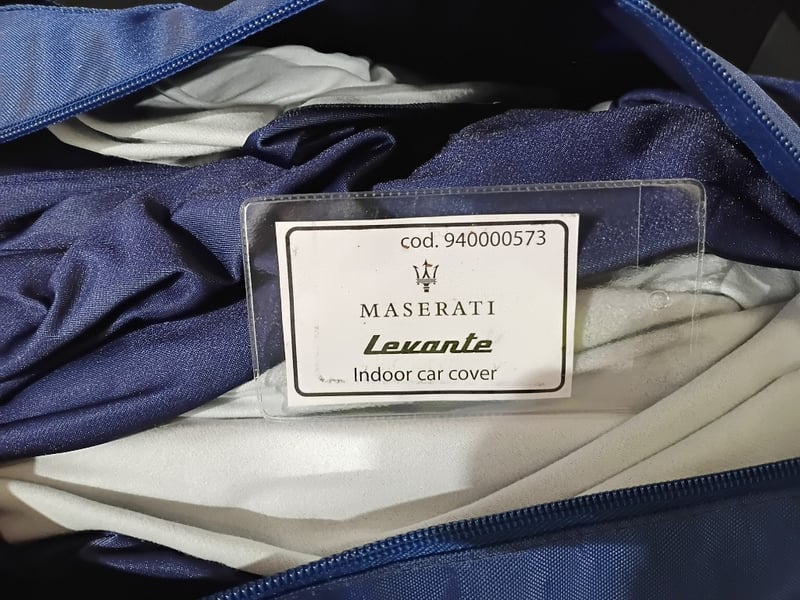 cod. 940000573
MASERATI
Levante
Indoor car cover